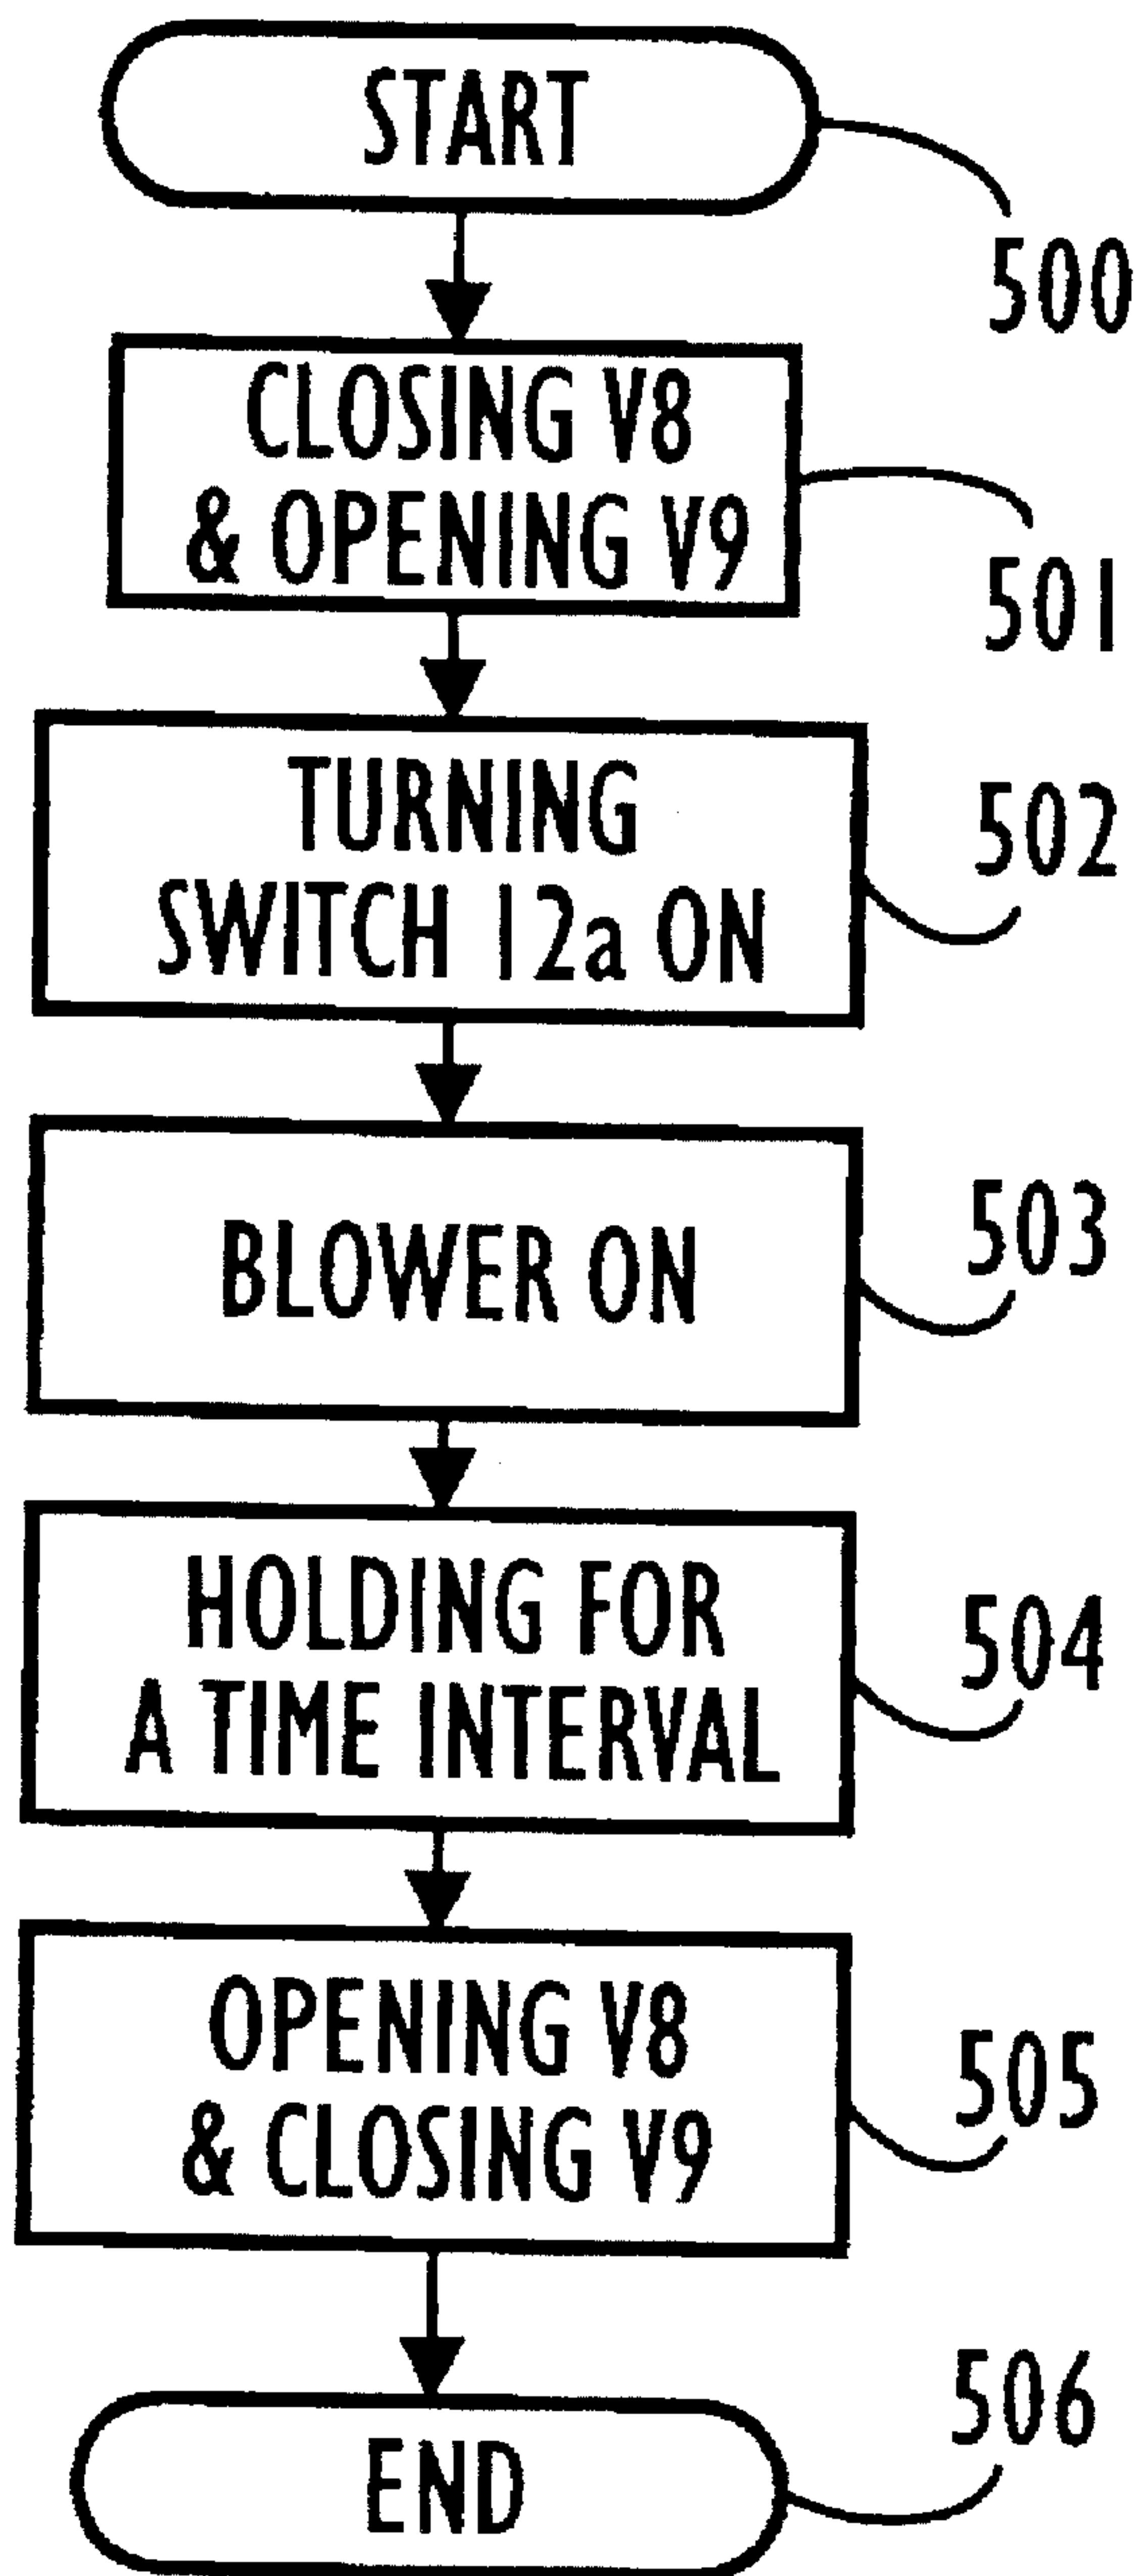 START
500
CLOSING V8
& OPENING V9
501
TURNING
SWITCH 12a ON
502
BLOWER ON
503
HOLDING FOR
A TIME INTERVAL
504
OPENING V8
& CLOSING V9
505
END
506